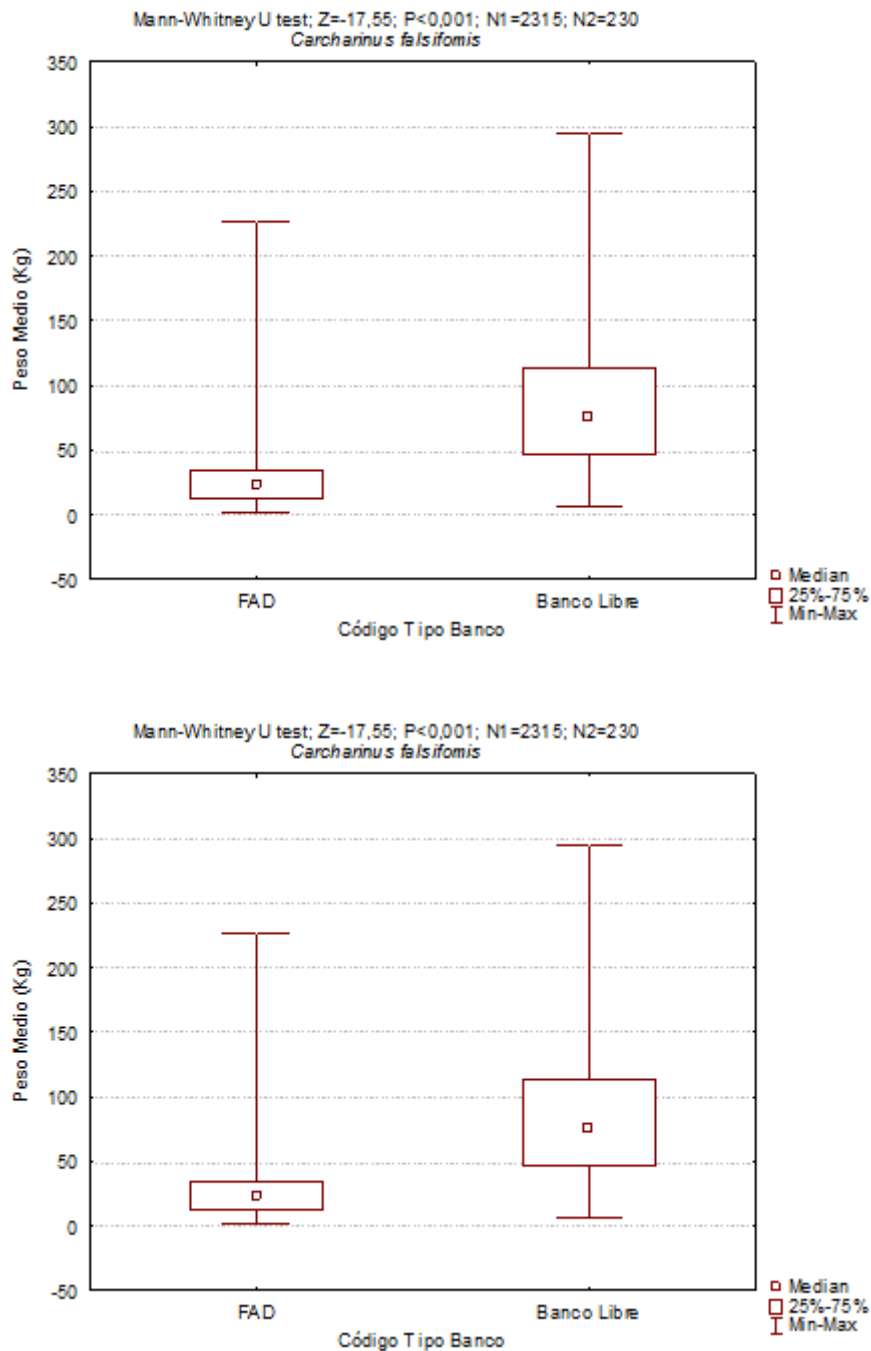 Mann-Whitney U test; Z=-17,55; P<0,001; N1=2315; N2=230
Carcharinus falsifomis
350
300
250
200
150
100
50
0
-50
Peso Medio (Kg)
FAD
Banco Libre
Código Tipo Banco
Median
25%-75%
Min-Max
Mann-Whitney U test; Z=-17,55; P<0,001; N1=2315; N2=230
Carcharinus falsifomis
350
300
250
200
150
100
50
0
-50
Peso Medio (Kg)
FAD
Banco Libre
Código Tipo Banco
Median
25%-75%
Min-Max